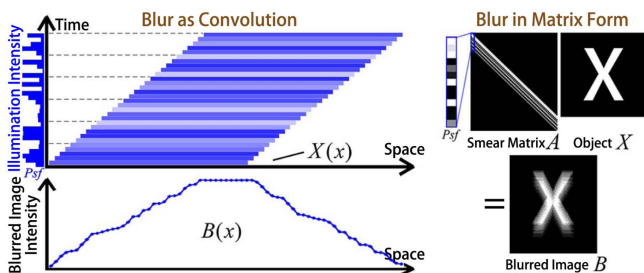 Blur as Convolution
Time
Illumination Intensity
Psf
X(x)
Space
Blurred Image
Intensity
B(x)
Space
Blur in Matrix Form
Psf
Smear Matrix A
Object X
=
Blurred Image B